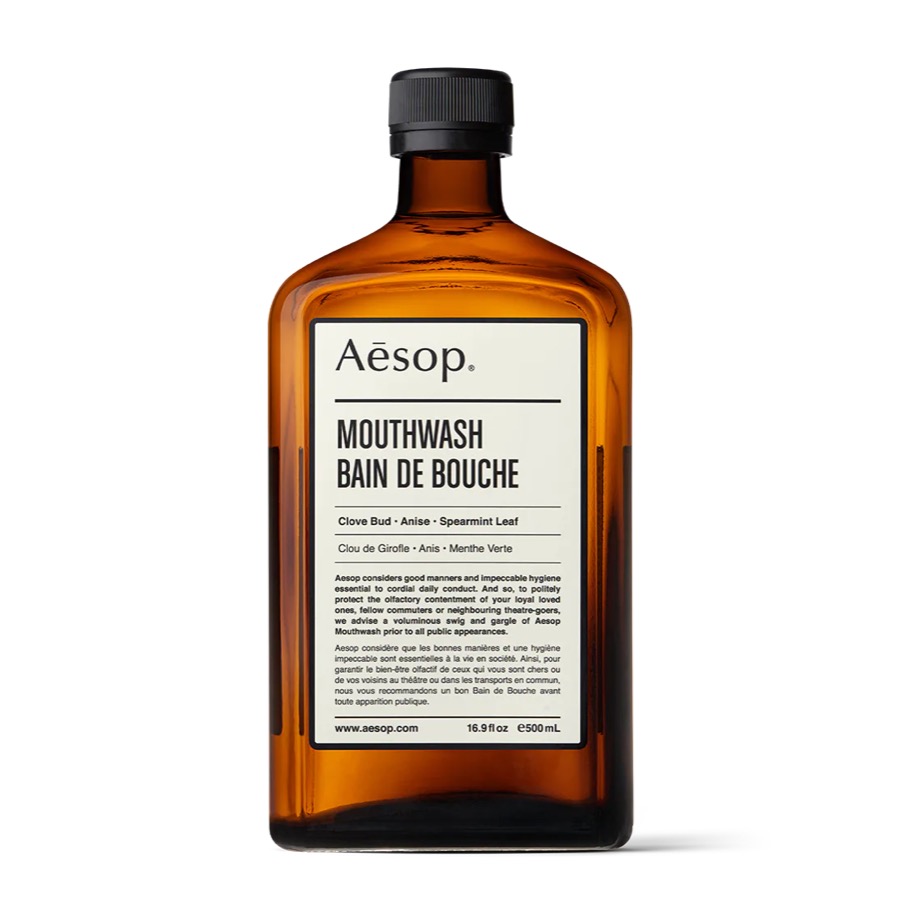 Aēsop®
MOUTHWASH
BAIN DE BOUCHE
Clove Bud · Anise · Spearmint Leaf
Clou de Girofle · Anis · Menthe Verte
Aesop considers good manners and impeccable hygiene
essential to cordial daily conduct. And so, to politely
protect the olfactory contentment of your loyal loved
ones, fellow commuters or neighbouring theatre-goers,
we advise a voluminous swig and gargle of Aesop
Mouthwash prior to all public appearances.
Aesop considère que les bonnes manières et une hygiène
impeccable sont essentielles à la vie en société. Ainsi, pour
garantir le bien-être olfactif de ceux qui vous sont chers ou
de vos voisins au théâtre ou dans les transports en commun,
nous vous recommandons un bon Bain de Bouche avant
toute apparition publique.
www.aesop.com 16.9 fl oz ℮500 mL